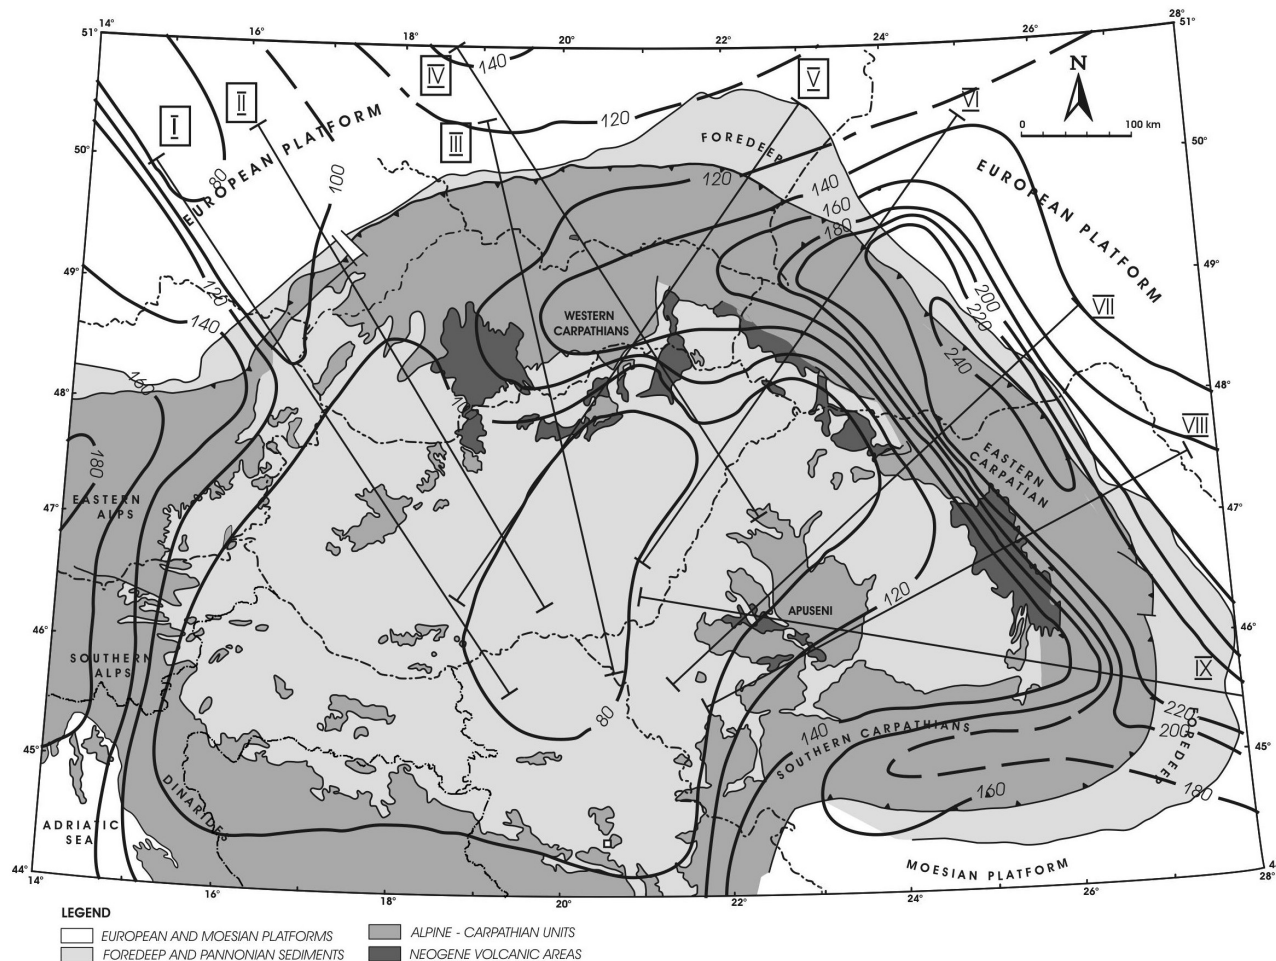 14°
16°
18°
20°
22°
24°
28°
51°
51°
I
II
IV
III
V
VI
N
0 100 km
140
120
EUROPEAN PLATFORM
80
100
FOREDEEP
120
140
160
180
EUROPEAN PLATFORM
50°
50°
49°
49°
120
140
WESTERN
CARPATHIANS
200
220
240
VII
48°
48°
160
180
VIII
EASTERN
CARPATIAN
EASTERN
ALPS
47°
47°
120
APUSENI
46°
46°
SOUTHERN
ALPS
IX
80
140
SOUTHERN CARPATHIANS
220
200
FOREDEEP
45°
45°
160
180
DINARIDES
ADRIATIC
SEA
MOESIAN PLATFORM
44°
44°
14°
16°
18°
20°
22°
24°
26°
28°
LEGEND
EUROPEAN AND MOESIAN PLATFORMS
FOREDEEP AND PANNONIAN SEDIMENTS
ALPINE - CARPATHIAN UNITS
NEOGENE VOLCANIC AREAS